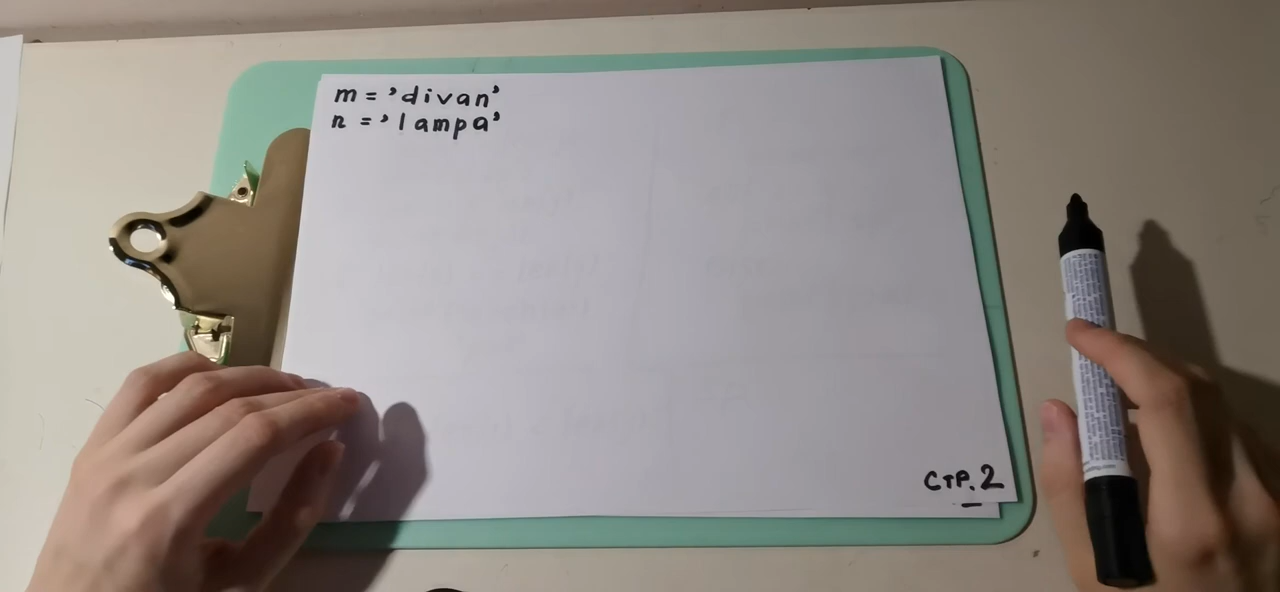 m = 'divan'
n = 'lampa'
стр. 2